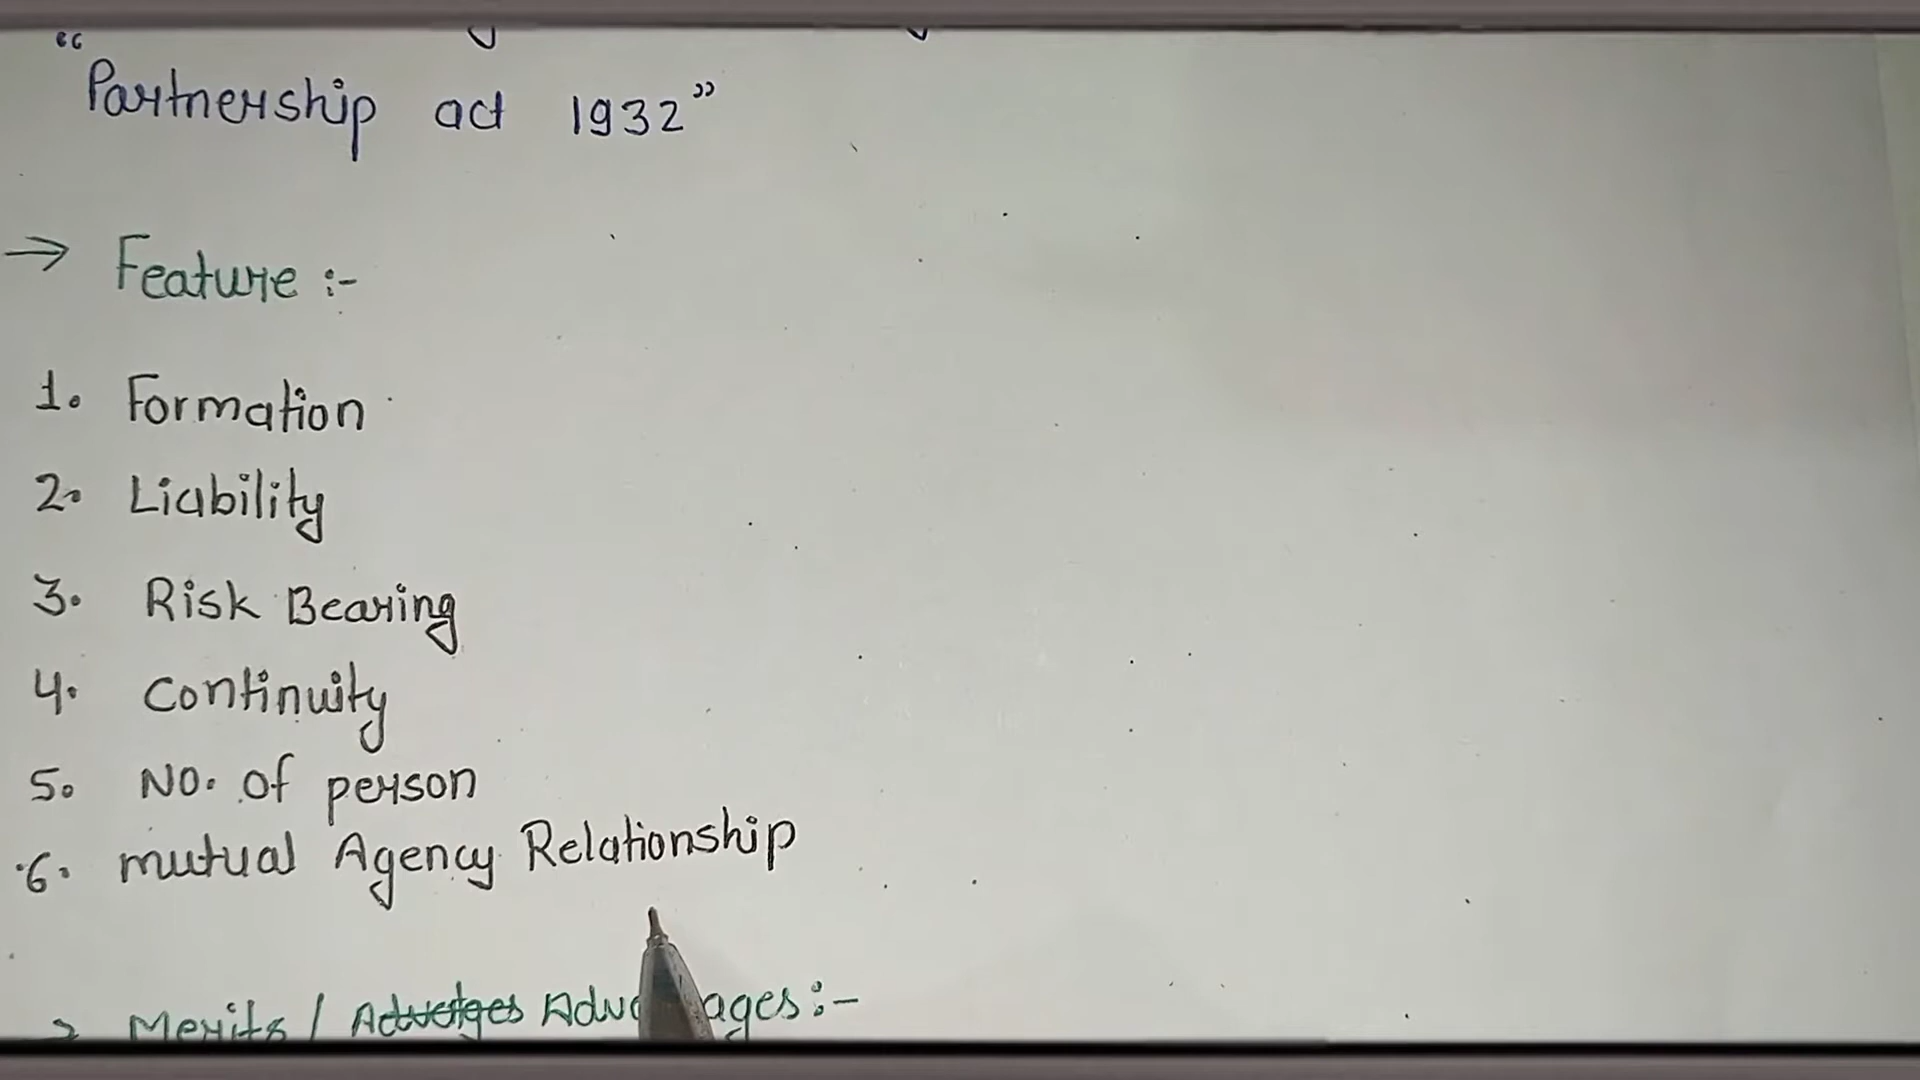 "Partnership act 1932"
→ Feature :-
1. Formation
2. Liability
3. Risk Bearing
4. Continuity
5. No. of person
6. mutual Agency Relationship
Merits /